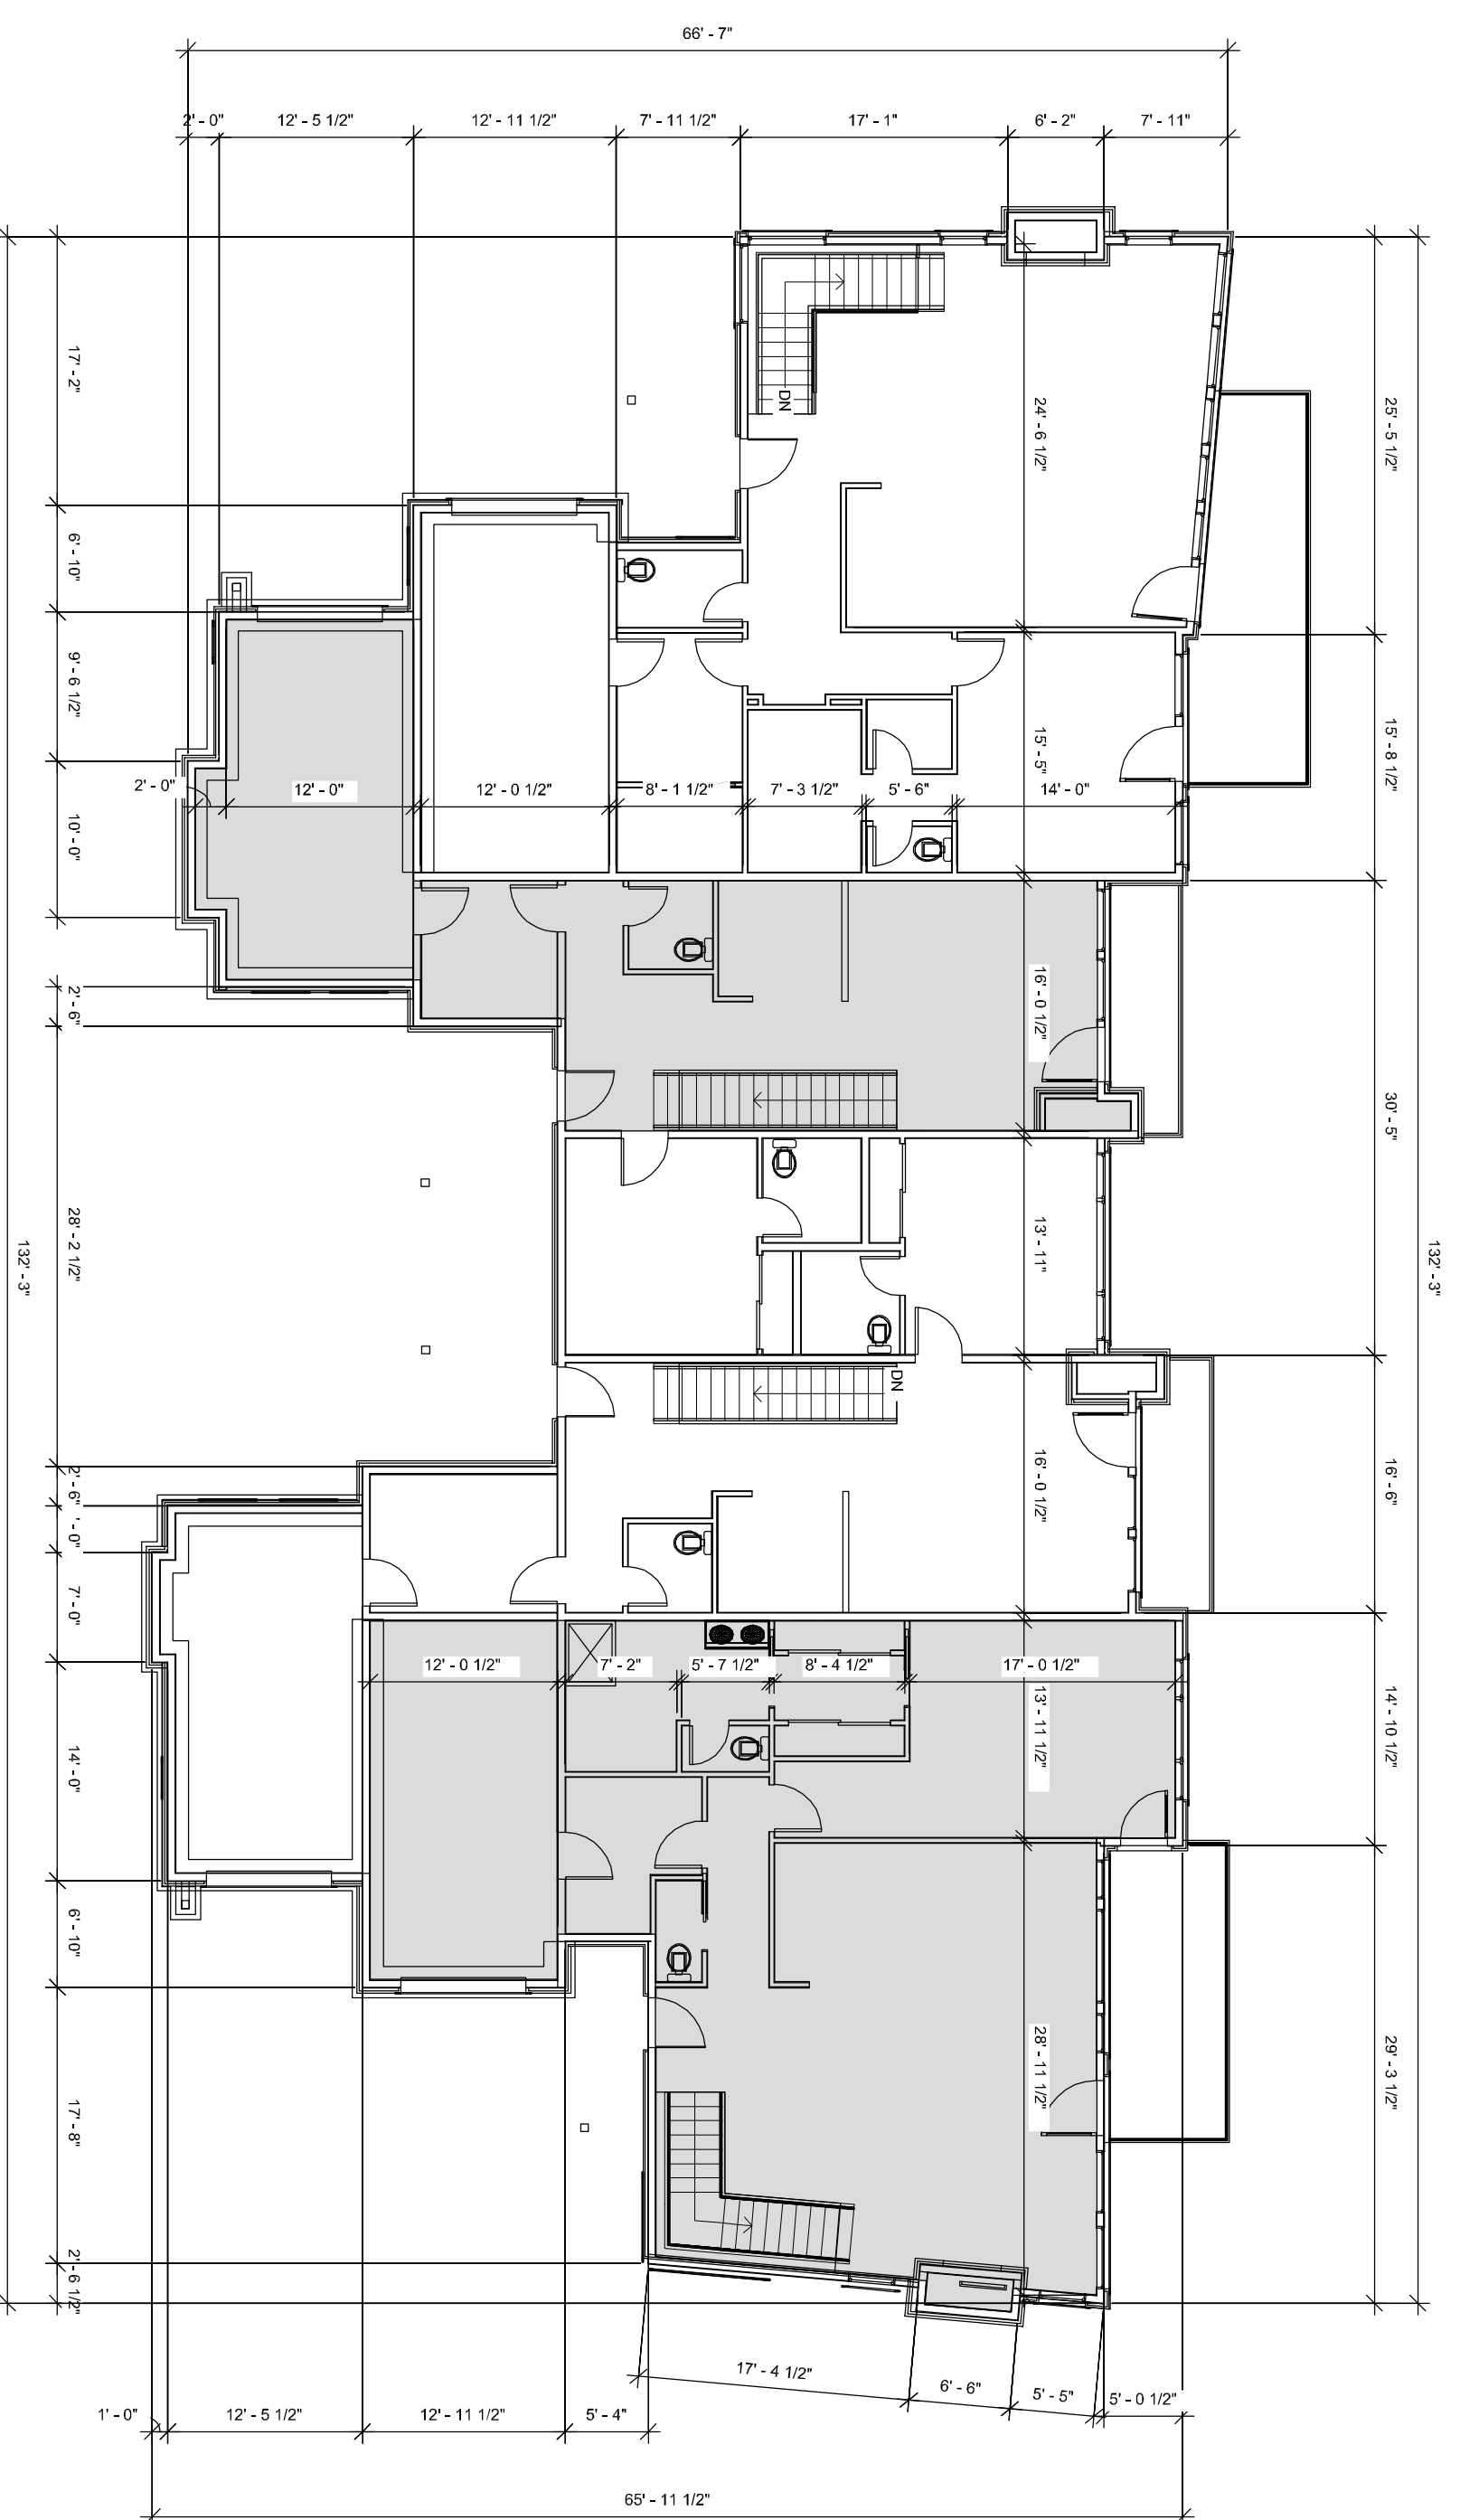 66' - 7"
2' - 0"
12' - 5 1/2"
12' - 11 1/2"
7' - 11 1/2"
17' - 1"
6' - 2"
7' - 11"
17' - 2"
DN
24' - 6 1/2"
25' - 5 1/2"
6' - 10"
9' - 6 1/2"
15' - 5"
15' - 8 1/2"
2' - 0"
12' - 0"
12' - 0 1/2"
8' - 1 1/2"
7' - 3 1/2"
5' - 6"
14' - 0"
10' - 0"
2' - 6"
16' - 0 1/2"
30' - 5"
28' - 2 1/2"
13' - 11"
132' - 3"
132' - 3"
DN
2' - 6"
16' - 0 1/2"
16' - 6"
' - 0"
7' - 0"
12' - 0 1/2"
7' - 2"
5' - 7 1/2"
8' - 4 1/2"
17' - 0 1/2"
13' - 11 1/2"
14' - 10 1/2"
14' - 0"
6' - 10"
28' - 11 1/2"
29' - 3 1/2"
17' - 8"
2' - 6 1/2"
17' - 4 1/2"
6' - 6"
5' - 5"
5' - 0 1/2"
1' - 0"
12' - 5 1/2"
12' - 11 1/2"
5' - 4"
65' - 11 1/2"